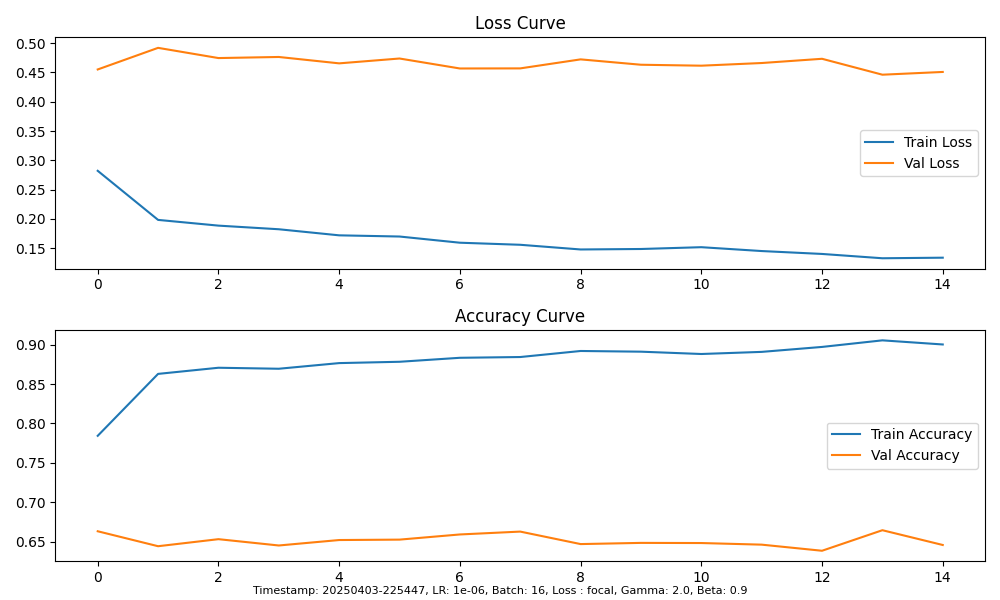 Loss Curve
0.50
0.45
0.40
0.35
0.30
0.25
0.20
0.15
Train Loss
Val Loss
0 2 4 6 8 10 12 14
Accuracy Curve
0.90
0.85
0.80
0.75
0.70
0.65
Train Accuracy
Val Accuracy
0 2 4 6 8 10 12 14
Timestamp: 20250403-225447, LR: 1e-06, Batch: 16, Loss : focal, Gamma: 2.0, Beta: 0.9